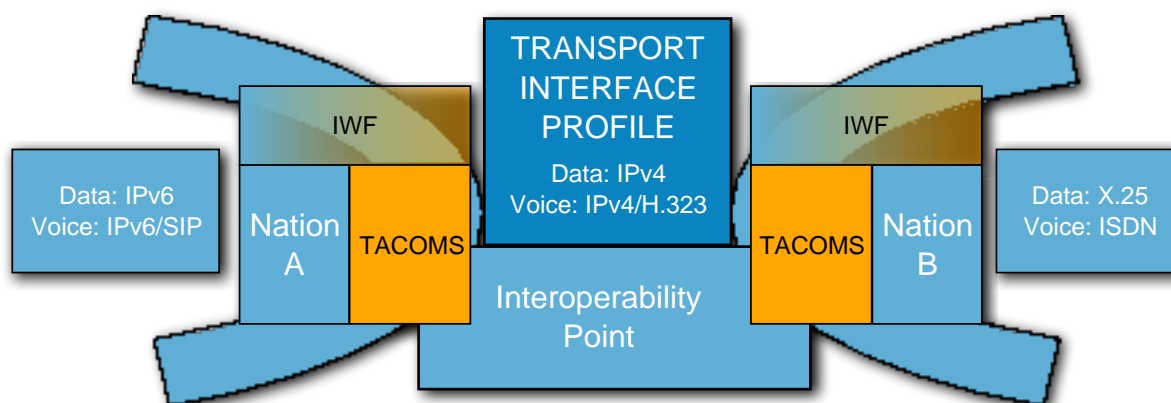 TRANSPORT
INTERFACE
PROFILE
Data: IPv4
Voice: IPv4/H.323
IWF
IWF
Data: IPv6
Voice: IPv6/SIP
Nation
A
TACOMS
TACOMS
Nation
B
Data: X.25
Voice: ISDN
Interoperability
Point